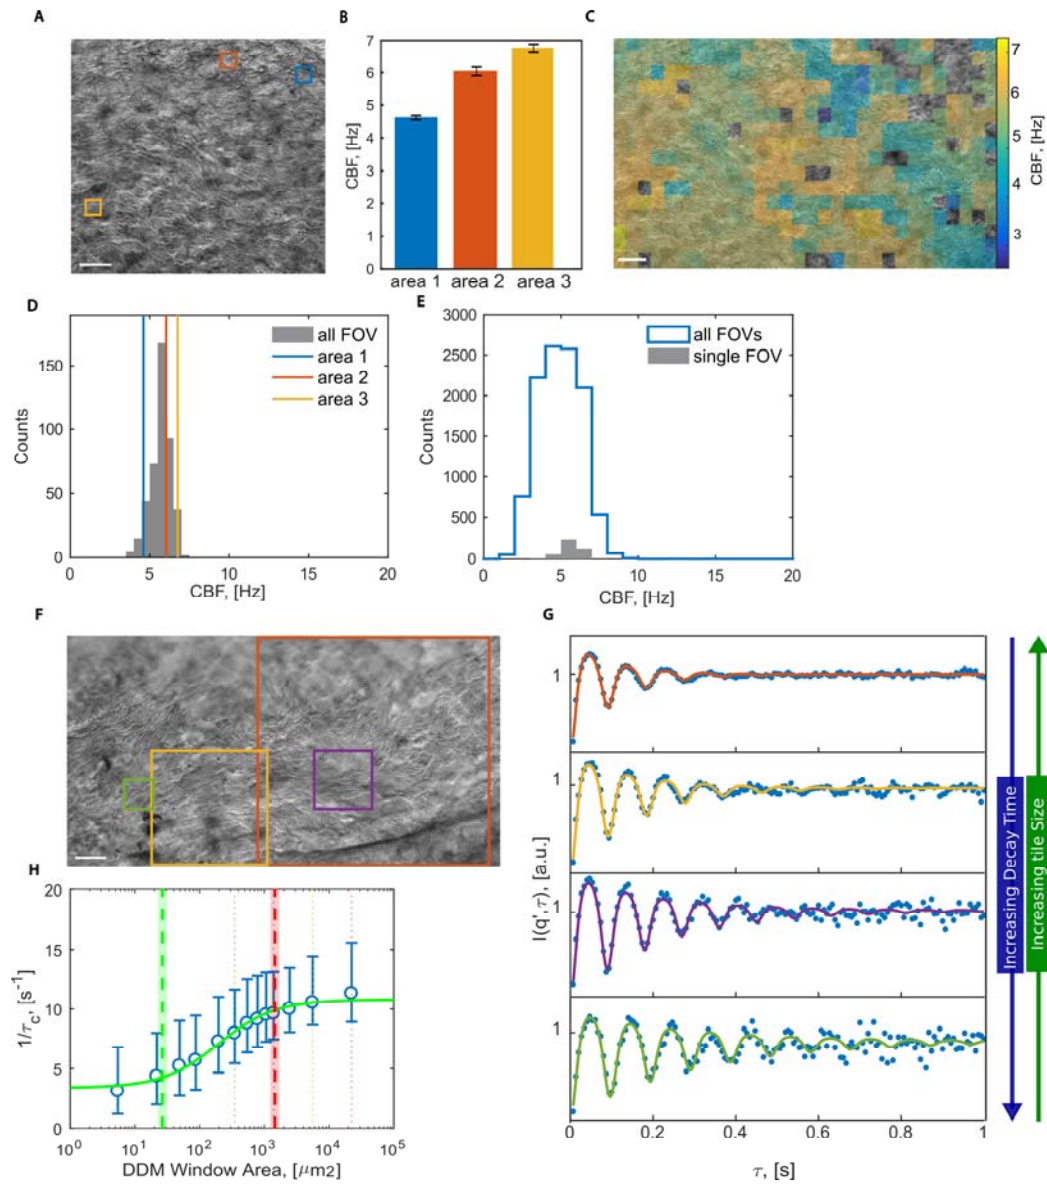 A
B
C
7
6
5
4
3
2
1
0
CBF, [Hz]
area 1
area 2
area 3
7
6
5
4
3
CBF, [Hz]
D
all FOV
area 1
area 2
area 3
150
100
50
0
Counts
0
5
10
15
20
CBF, [Hz]
E
3000
2500
2000
1500
1000
500
0
Counts
all FOVs
single FOV
0
5
10
15
20
CBF, [Hz]
F
G
1
1
1
1
I(q',τ), [a.u.]
0
0.2
0.4
0.6
0.8
1
τ, [s]
Increasing Decay Time
Increasing tile Size
H
20
15
10
5
0
1/τc, [s-1]
10^0
10^1
10^2
10^3
10^4
10^5
DDM Window Area, [μm2]